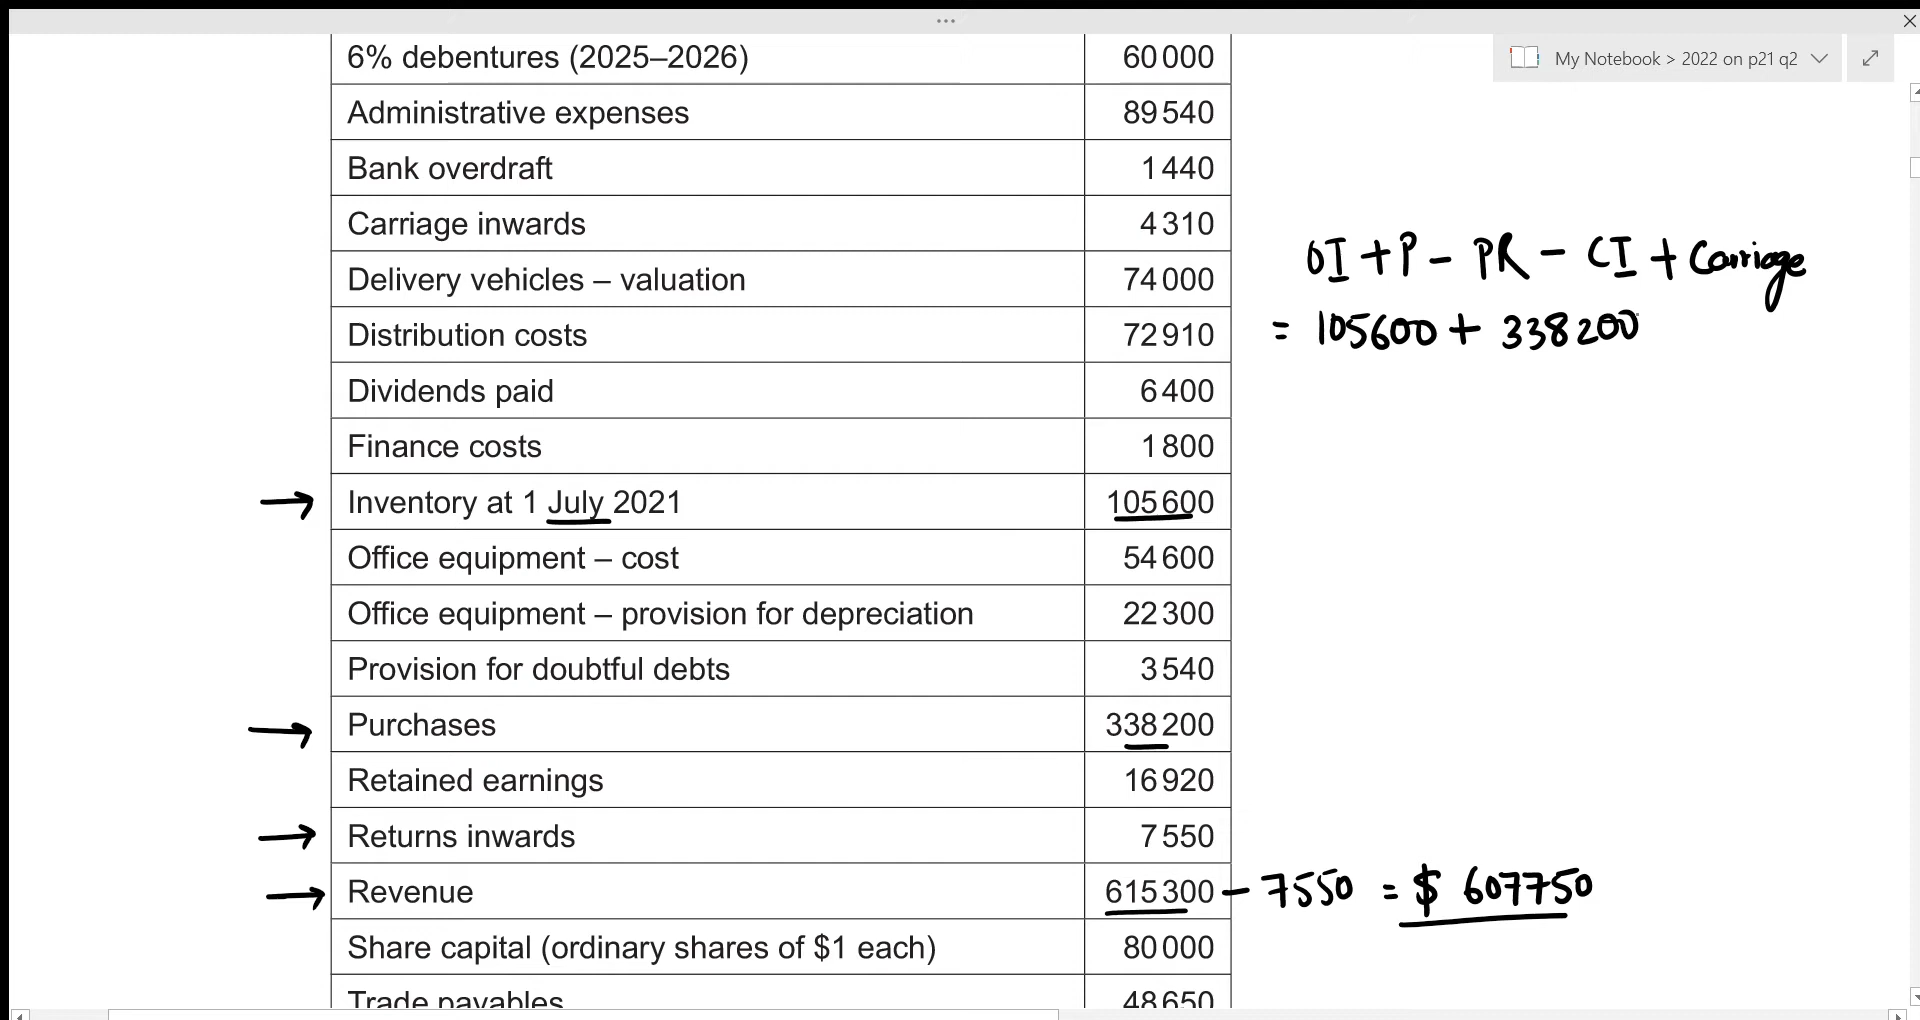 My Notebook > 2022 on p21 q2
6% debentures (2025–2026) 60 000
Administrative expenses 89 540
Bank overdraft 1 440
Carriage inwards 4 310
OI + P - PR - CI + Carriage
Delivery vehicles – valuation 74 000
Distribution costs 72 910
= 105600 + 338200
Dividends paid 6 400
Finance costs 1 800
→ Inventory at 1 July 2021 105 600
Office equipment – cost 54 600
Office equipment – provision for depreciation 22 300
Provision for doubtful debts 3 540
→ Purchases 338 200
Retained earnings 16 920
→ Returns inwards 7 550
→ Revenue 615 300 - 7550 = $ 607750
Share capital (ordinary shares of $1 each) 80 000
Trade payables 48 650